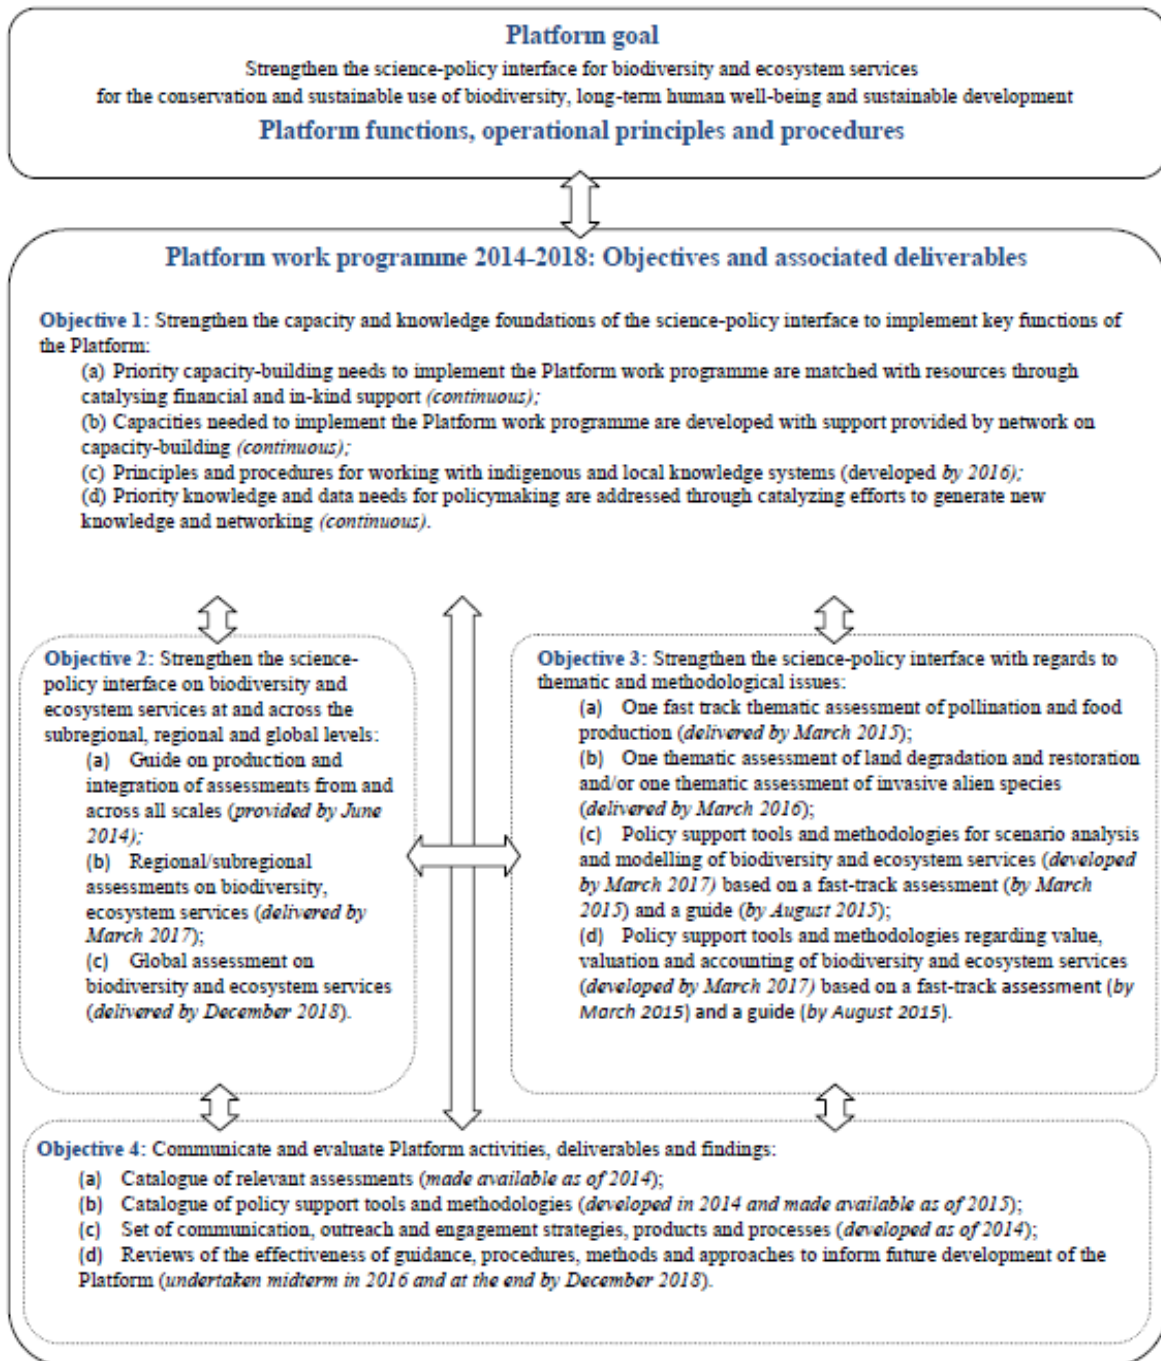 Platform goal
Strengthen the science-policy interface for biodiversity and ecosystem services
for the conservation and sustainable use of biodiversity, long-term human well-being and sustainable development
Platform functions, operational principles and procedures
Platform work programme 2014-2018: Objectives and associated deliverables
Objective 1: Strengthen the capacity and knowledge foundations of the science-policy interface to implement key functions of
the Platform:
(a) Priority capacity-building needs to implement the Platform work programme are matched with resources through
catalysing financial and in-kind support (continuous);
(b) Capacities needed to implement the Platform work programme are developed with support provided by network on
capacity-building (continuous);
(c) Principles and procedures for working with indigenous and local knowledge systems (developed by 2016);
(d) Priority knowledge and data needs for policymaking are addressed through catalyzing efforts to generate new
knowledge and networking (continuous).
Objective 2: Strengthen the science-
policy interface on biodiversity and
ecosystem services at and across the
subregional, regional and global levels:
(a) Guide on production and
integration of assessments from and
across all scales (provided by June
2014);
(b) Regional/subregional
assessments on biodiversity,
ecosystem services (delivered by
March 2017);
(c) Global assessment on
biodiversity and ecosystem services
(delivered by December 2018).
Objective 3: Strengthen the science-policy interface with regards to
thematic and methodological issues:
(a) One fast track thematic assessment of pollination and food
production (delivered by March 2015);
(b) One thematic assessment of land degradation and restoration
and/or one thematic assessment of invasive alien species
(delivered by March 2016);
(c) Policy support tools and methodologies for scenario analysis
and modelling of biodiversity and ecosystem services (developed
by March 2017) based on a fast-track assessment (by March
2015) and a guide (by August 2015);
(d) Policy support tools and methodologies regarding value,
valuation and accounting of biodiversity and ecosystem services
(developed by March 2017) based on a fast-track assessment (by
March 2015) and a guide (by August 2015).
Objective 4: Communicate and evaluate Platform activities, deliverables and findings:
(a) Catalogue of relevant assessments (made available as of 2014);
(b) Catalogue of policy support tools and methodologies (developed in 2014 and made available as of 2015);
(c) Set of communication, outreach and engagement strategies, products and processes (developed as of 2014);
(d) Reviews of the effectiveness of guidance, procedures, methods and approaches to inform future development of the
Platform (undertaken midterm in 2016 and at the end by December 2018).